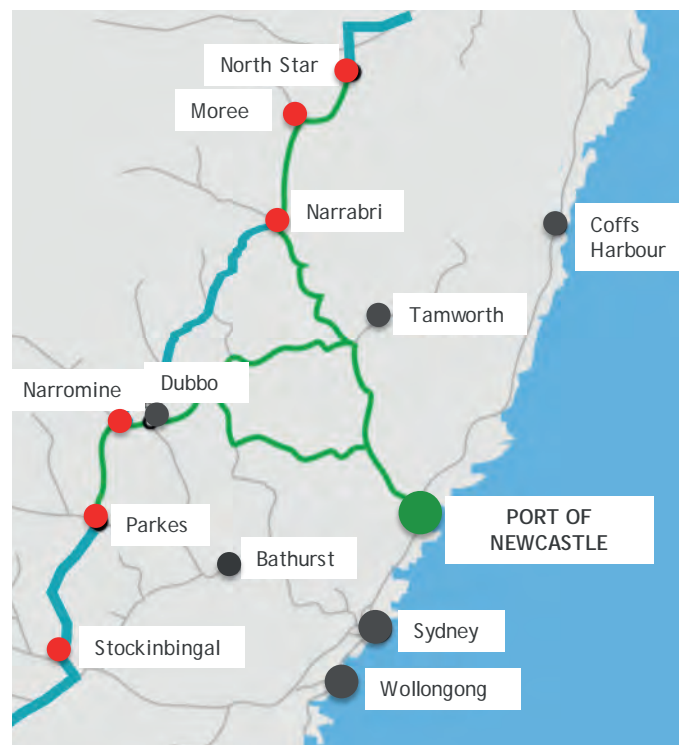 North Star
Moree
Narrabri
Coffs
Harbour
Tamworth
Dubbo
Narromine
PORT OF
NEWCASTLE
Parkes
Bathurst
Sydney
Stockinbingal
Wollongong